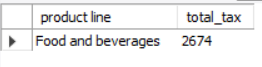 product line total_tax
Food and beverages 2674